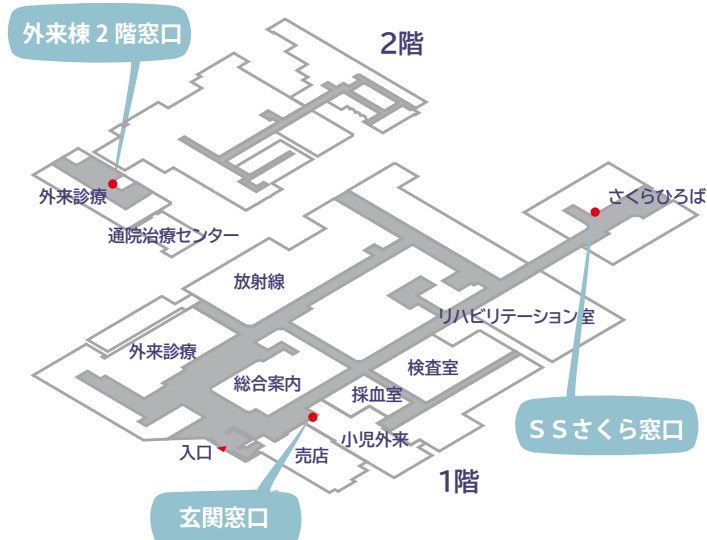 外来棟2階窓口
2階
外来診療
通院治療センター
さくらひろば
放射線
リハビリテーション室
外来診療
総合案内
検査室
採血室
小児外来
入口
売店
1階
SSさくら窓口
玄関窓口